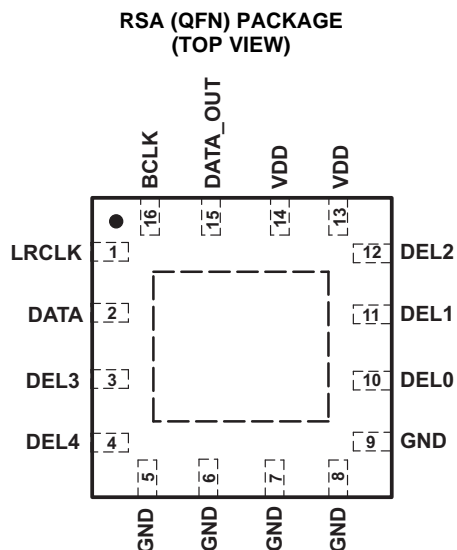 RSA (QFN) PACKAGE
(TOP VIEW)
BCLK
DATA_OUT
VDD
VDD
16
15
14
13
LRCLK 1
12 DEL2
DATA 2
11 DEL1
DEL3 3
10 DEL0
DEL4 4
9 GND
5
6
7
8
GND
GND
GND
GND